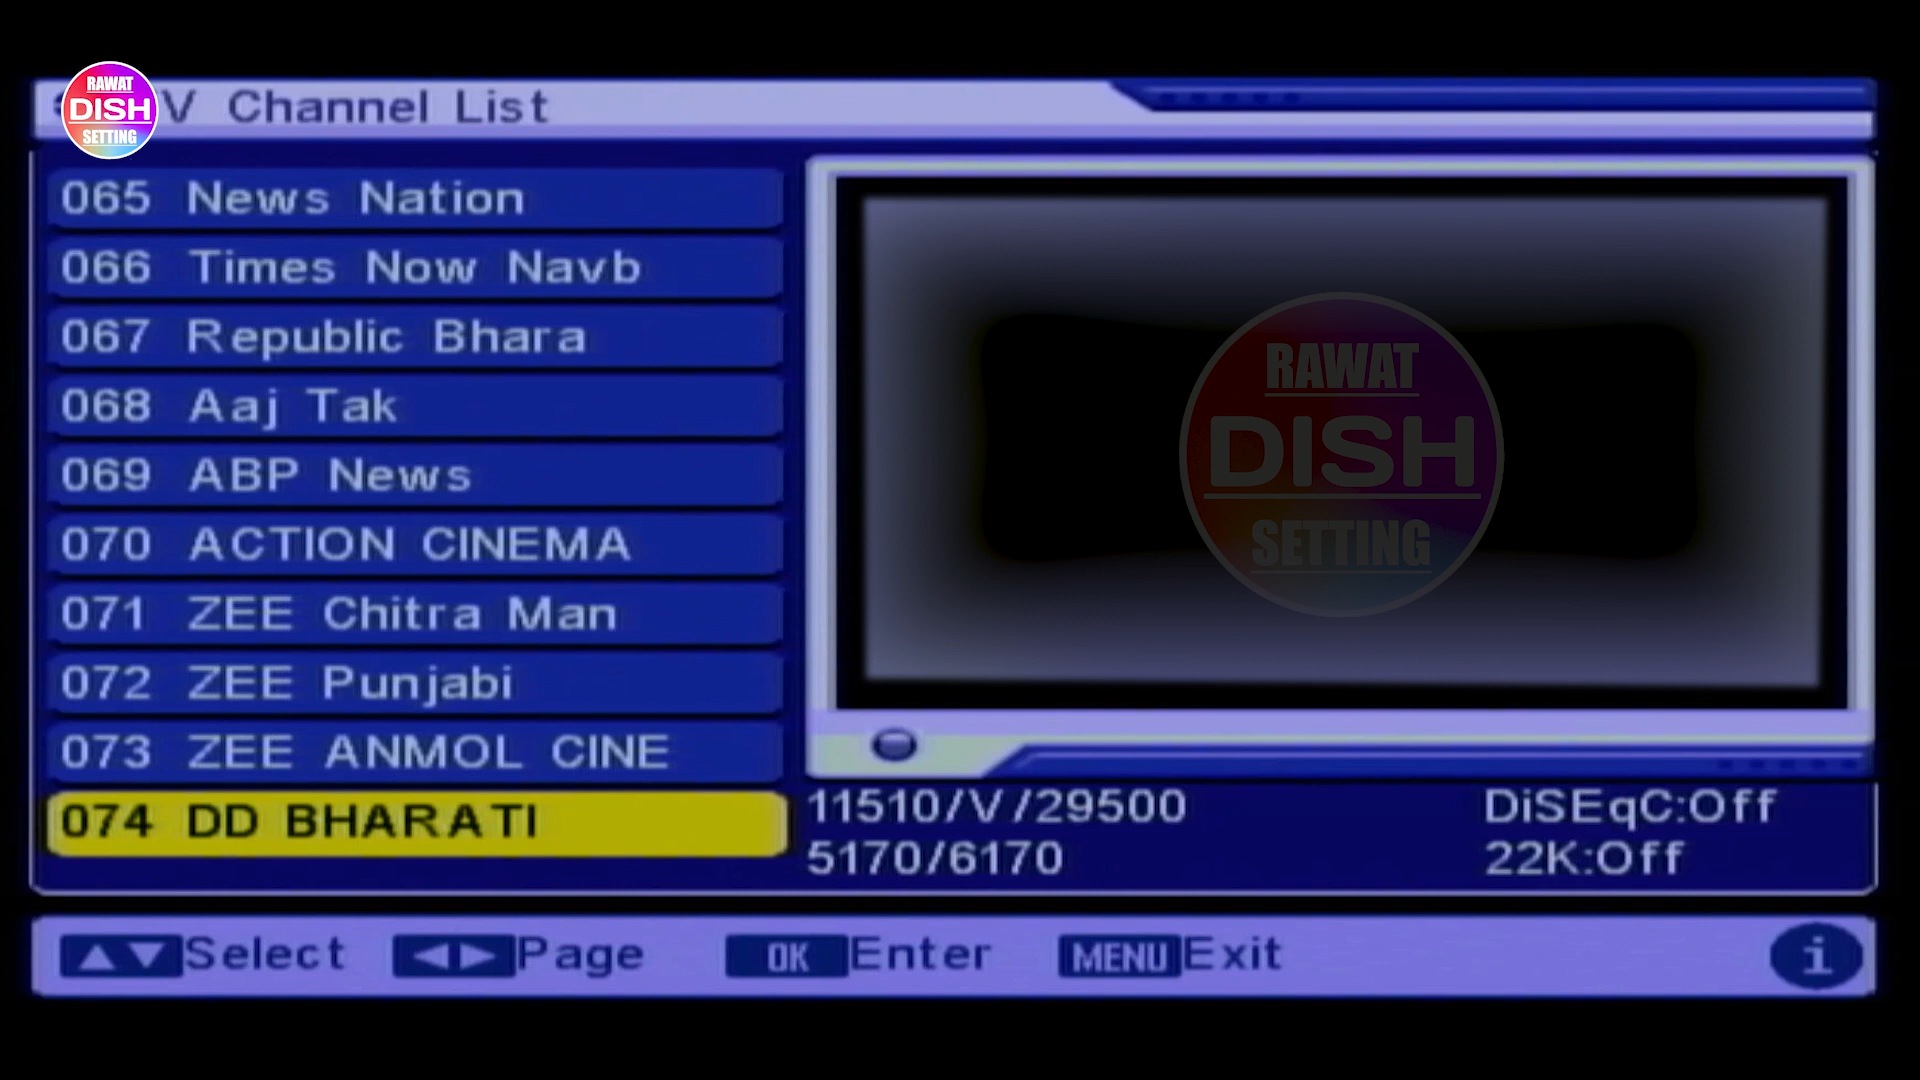 RAWAT
DISH
SETTING
V Channel List
065 News Nation
066 Times Now Navb
067 Republic Bhara
068 Aaj Tak
069 ABP News
070 ACTION CINEMA
071 ZEE Chitra Man
072 ZEE Punjabi
073 ZEE ANMOL CINE
074 DD BHARATI
RAWAT
DISH
SETTING
11510/V/29500 DiSEqC:Off
5170/6170 22K:Off
Select Page OK Enter MENU Exit i